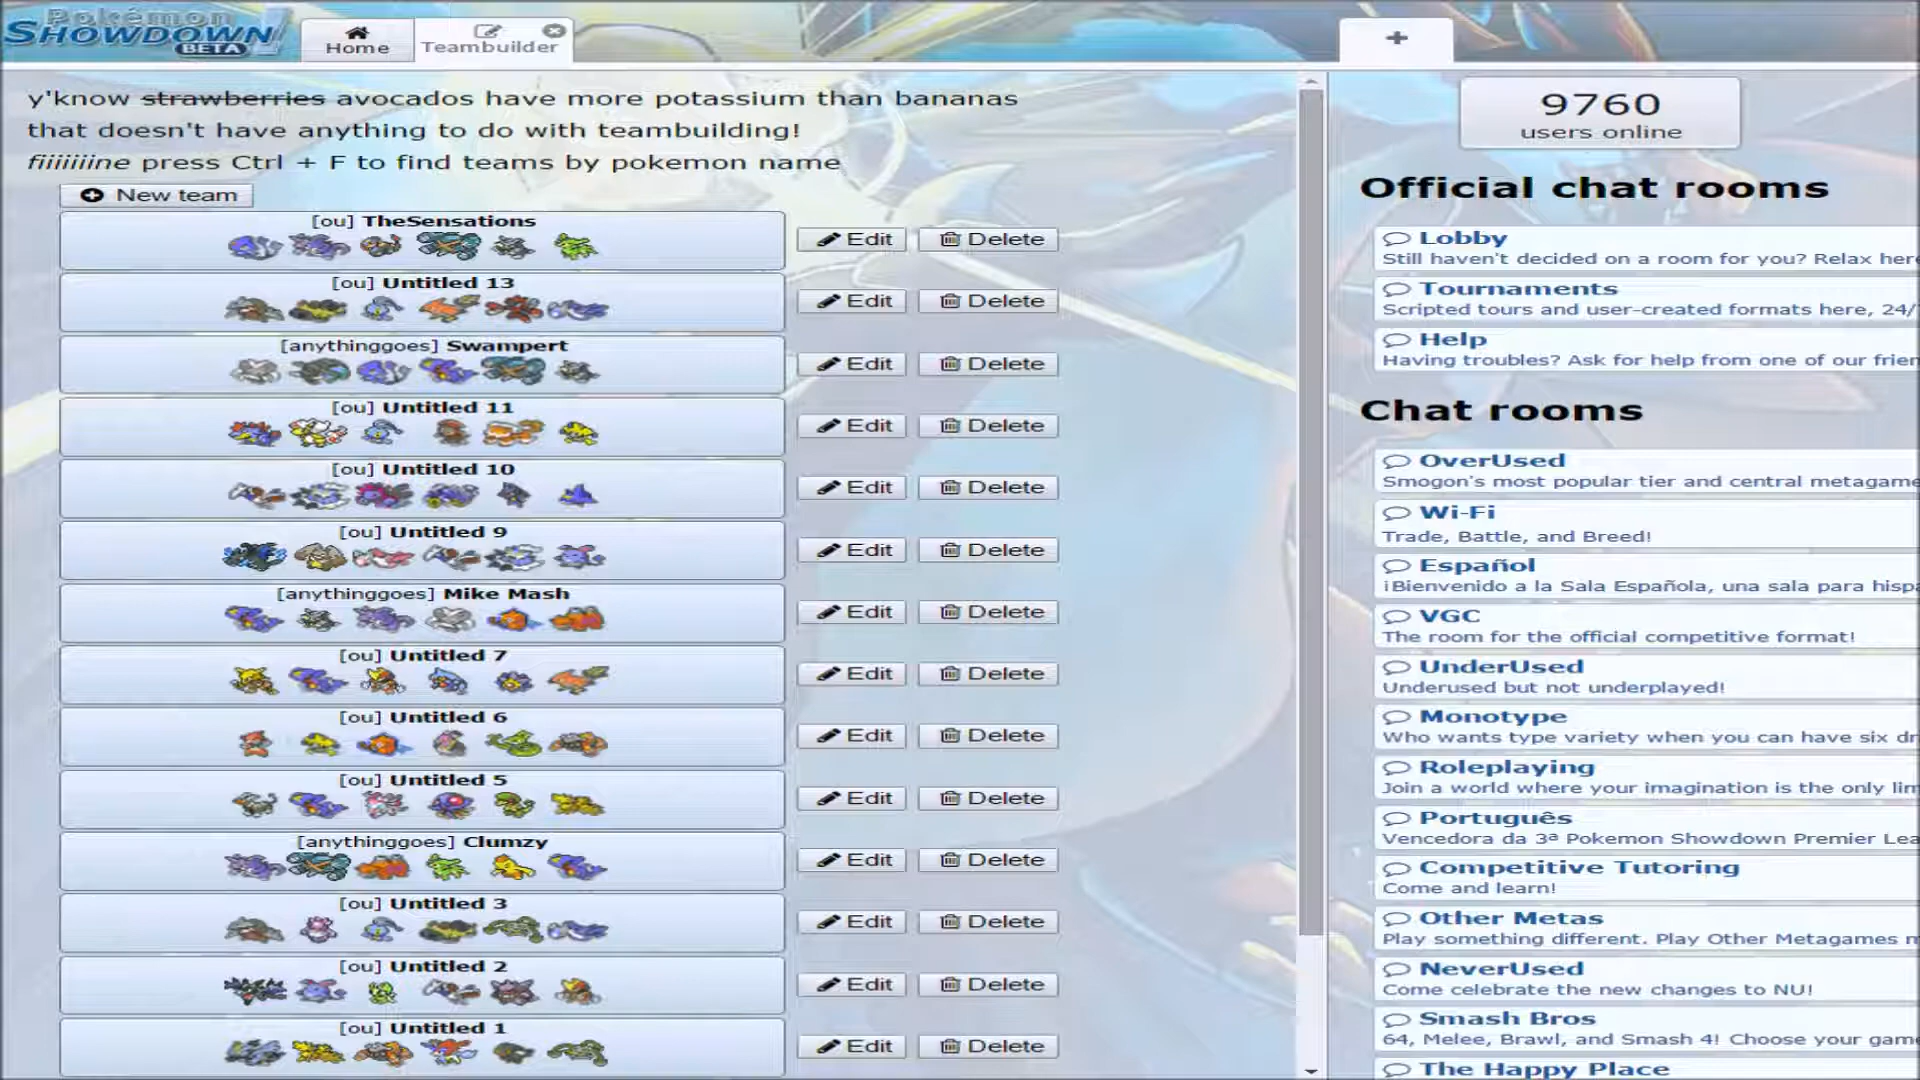 Pokémon
SHOWDOWN!
BETA
Home
Teambuilder
y'know strawberries avocados have more potassium than bananas
that doesn't have anything to do with teambuilding!
fiiiiiiine press Ctrl + F to find teams by pokemon name
New team
[ou] TheSensations
Edit Delete
[ou] Untitled 13
Edit Delete
[anythinggoes] Swampert
Edit Delete
[ou] Untitled 11
Edit Delete
[ou] Untitled 10
Edit Delete
[ou] Untitled 9
Edit Delete
[anythinggoes] Mike Mash
Edit Delete
[ou] Untitled 7
Edit Delete
[ou] Untitled 6
Edit Delete
[ou] Untitled 5
Edit Delete
[anythinggoes] Clumzy
Edit Delete
[ou] Untitled 3
Edit Delete
[ou] Untitled 2
Edit Delete
[ou] Untitled 1
Edit Delete
+
9760
users online
Official chat rooms
Lobby
Still haven't decided on a room for you? Relax here
Tournaments
Scripted tours and user-created formats here, 24/
Help
Having troubles? Ask for help from one of our frien
Chat rooms
OverUsed
Smogon's most popular tier and central metagame
Wi-Fi
Trade, Battle, and Breed!
Español
¡Bienvenido a la Sala Española, una sala para hisp
VGC
The room for the official competitive format!
UnderUsed
Underused but not underplayed!
Monotype
Who wants type variety when you can have six dr
Roleplaying
Join a world where your imagination is the only lim
Português
Vencedora da 3ª Pokemon Showdown Premier Lea
Competitive Tutoring
Come and learn!
Other Metas
Play something different. Play Other Metagames m
NeverUsed
Come celebrate the new changes to NU!
Smash Bros
64, Melee, Brawl, and Smash 4! Choose your game
The Happy Place